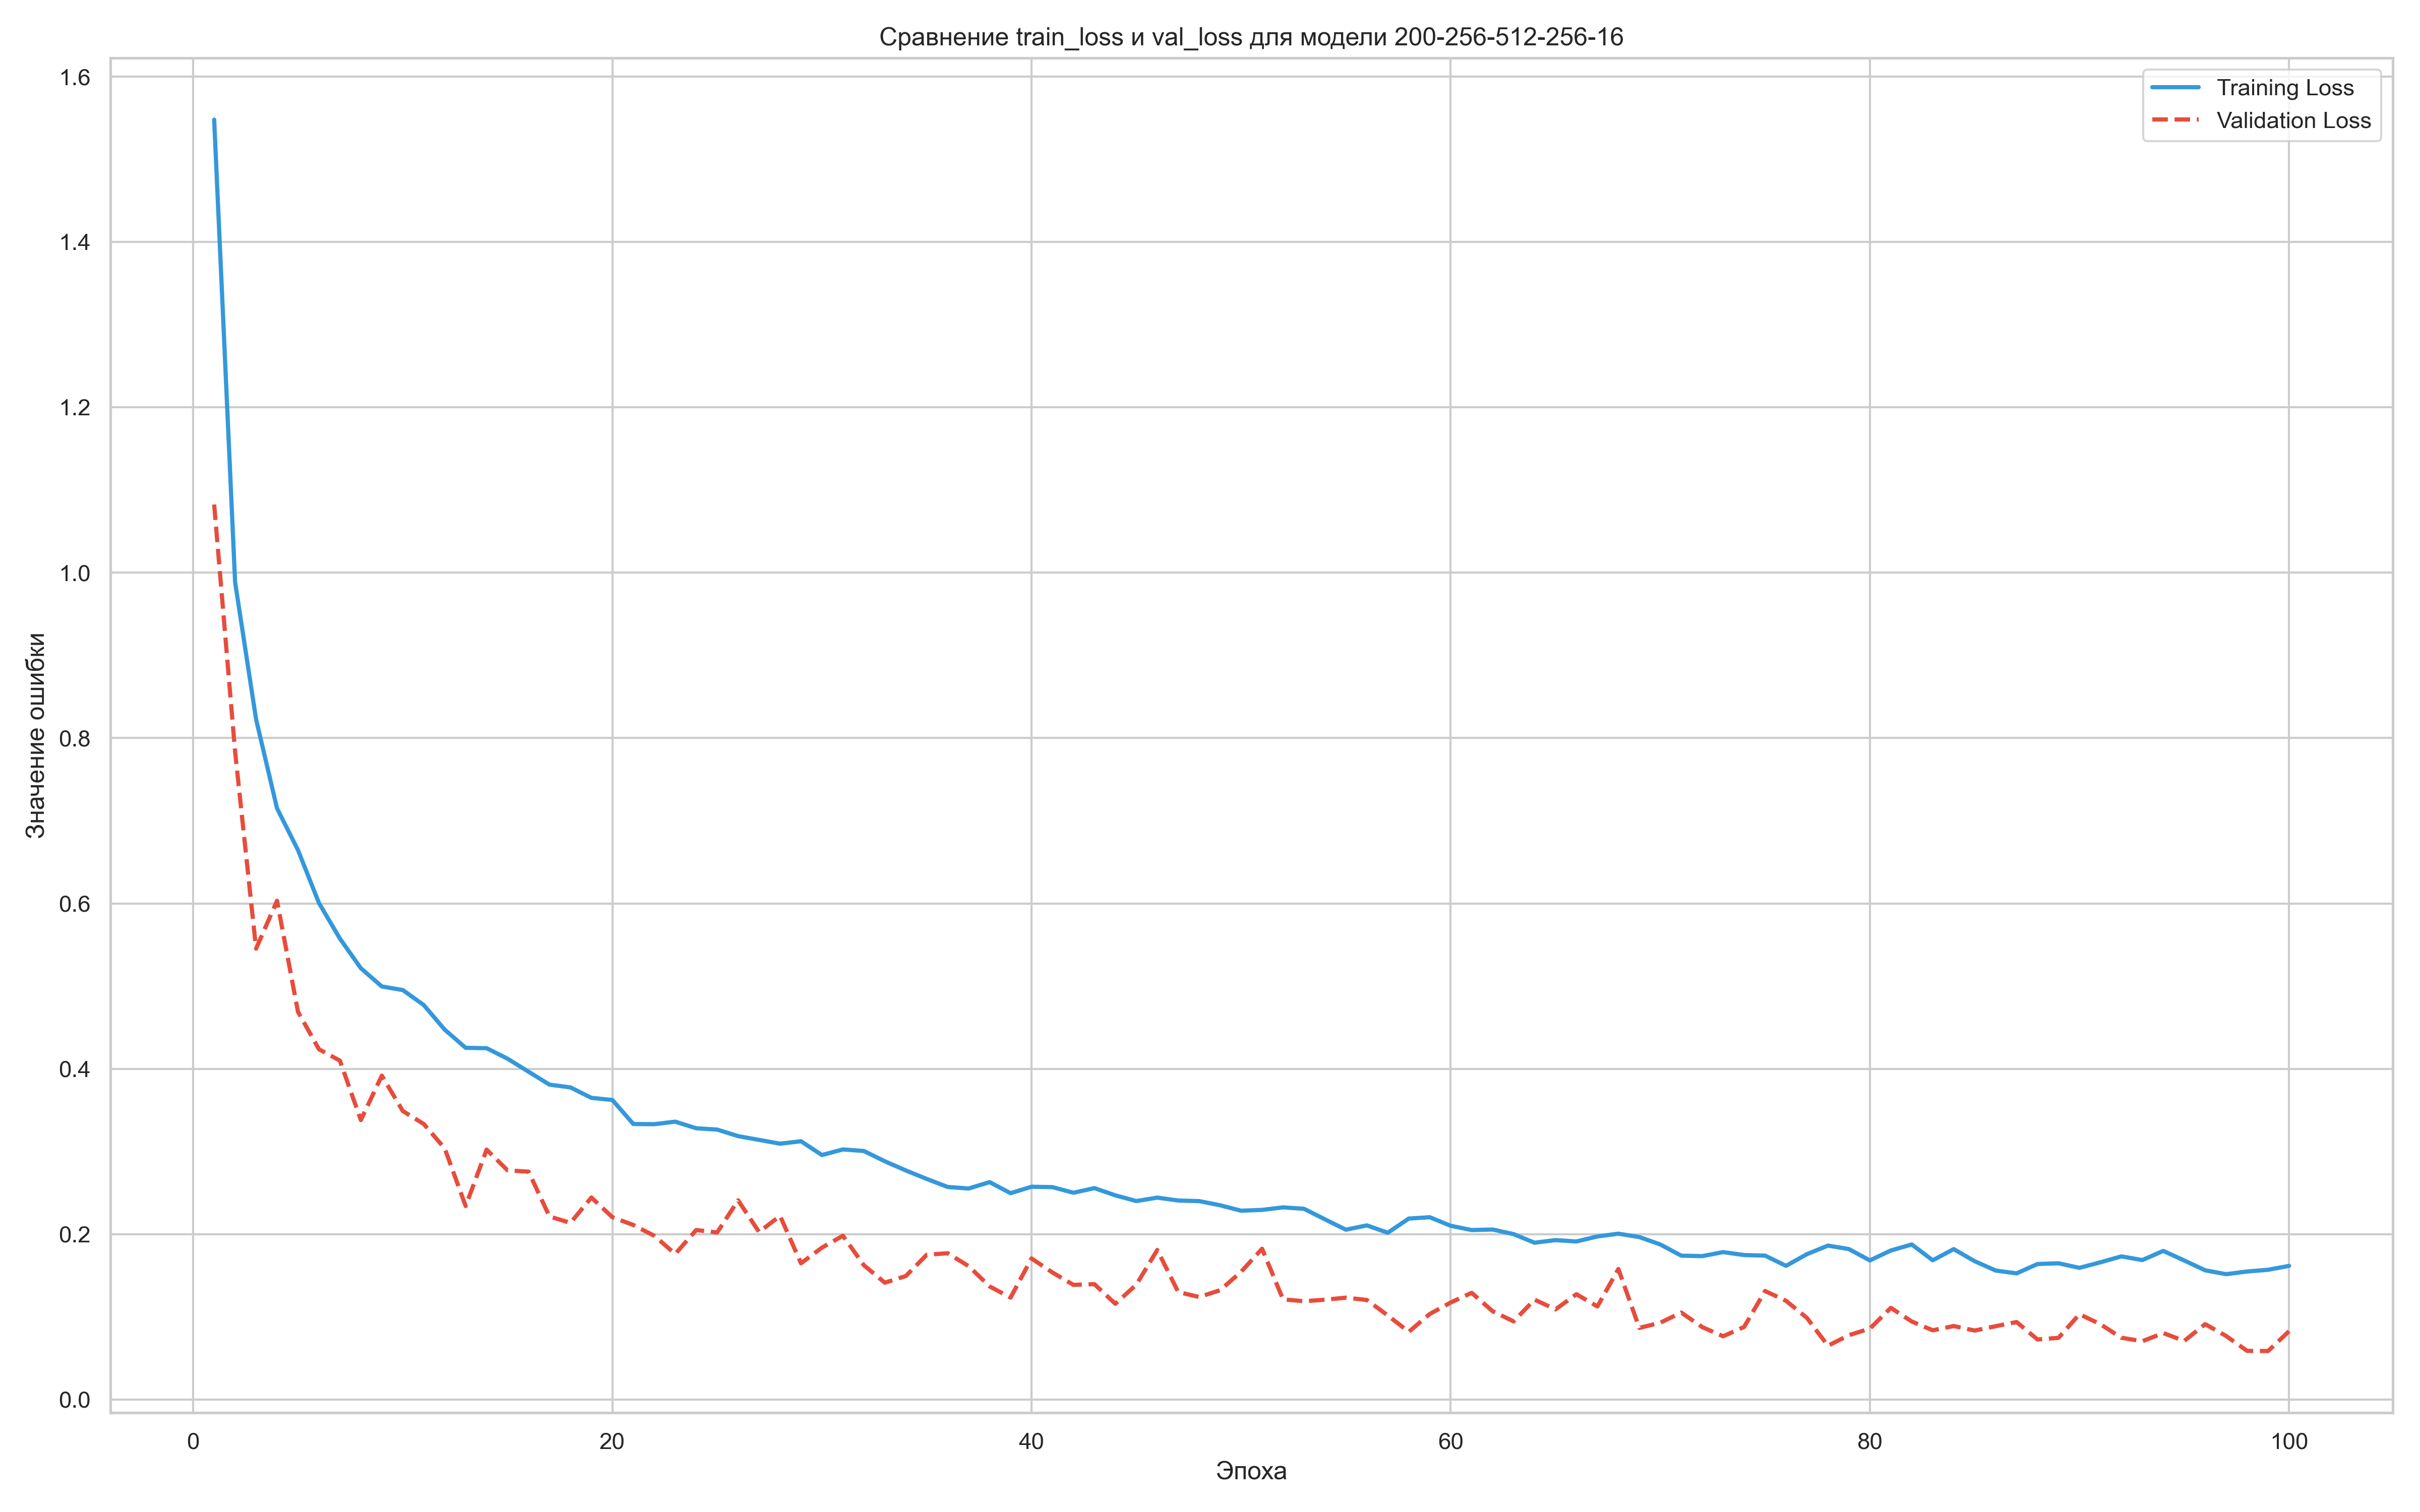 Сравнение train_loss и val_loss для модели 200-256-512-256-16
Training Loss
Validation Loss
1.6
1.4
1.2
1.0
0.8
0.6
0.4
0.2
0.0
Значение ошибки
0 20 40 60 80 100
Эпоха